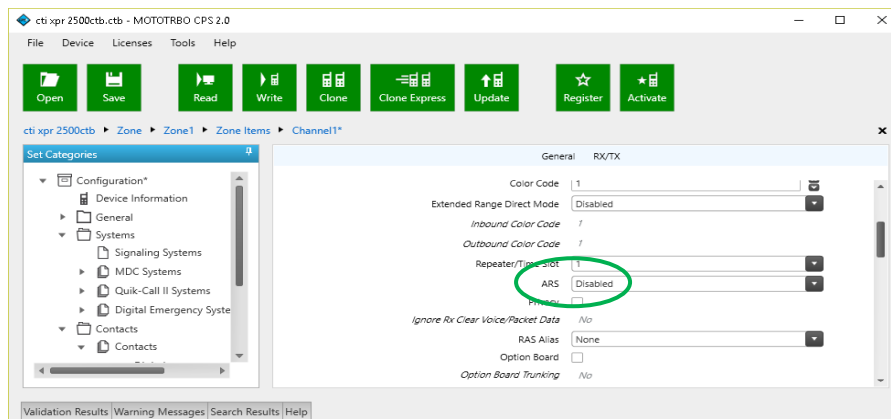 cti xpr 2500ctb.ctb - MOTOTRBO CPS 2.0
File Device Licenses Tools Help
Open Save Read Write Clone Clone Express Update Register Activate
cti xpr 2500ctb Zone Zone1 Zone Items Channel1*
Set Categories
General RX/TX
Configuration*
Device Information
General
Systems
Signaling Systems
MDC Systems
Quik-Call II Systems
Digital Emergency Syste
Contacts
Contacts
Color Code 1
Extended Range Direct Mode Disabled
Inbound Color Code 1
Outbound Color Code 1
Repeater/Time Slot 1
ARS Disabled
Privacy
Ignore Rx Clear Voice/Packet Data No
RAS Alias None
Option Board
Option Board Trunking No
Validation Results Warning Messages Search Results Help